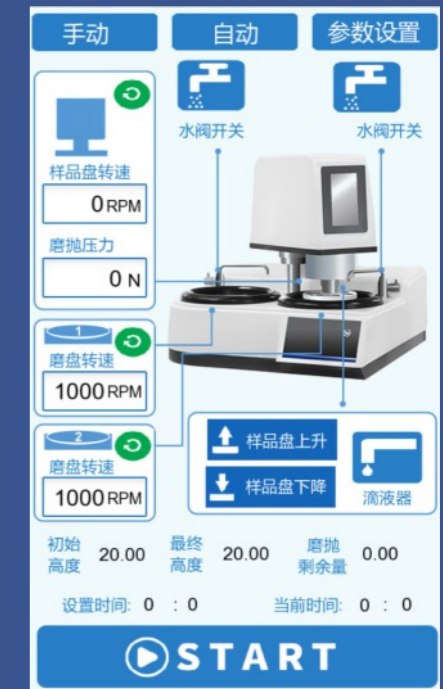 手动
自动
参数设置
水阀开关
水阀开关
样品盘转速
0 RPM
磨抛压力
0 N
1
磨盘转速
1000 RPM
2
磨盘转速
1000 RPM
样品盘上升
样品盘下降
滴液器
初始
高度
20.00
最终
高度
20.00
磨抛
剩余量
0.00
设置时间: 0 : 0
当前时间: 0 : 0
START